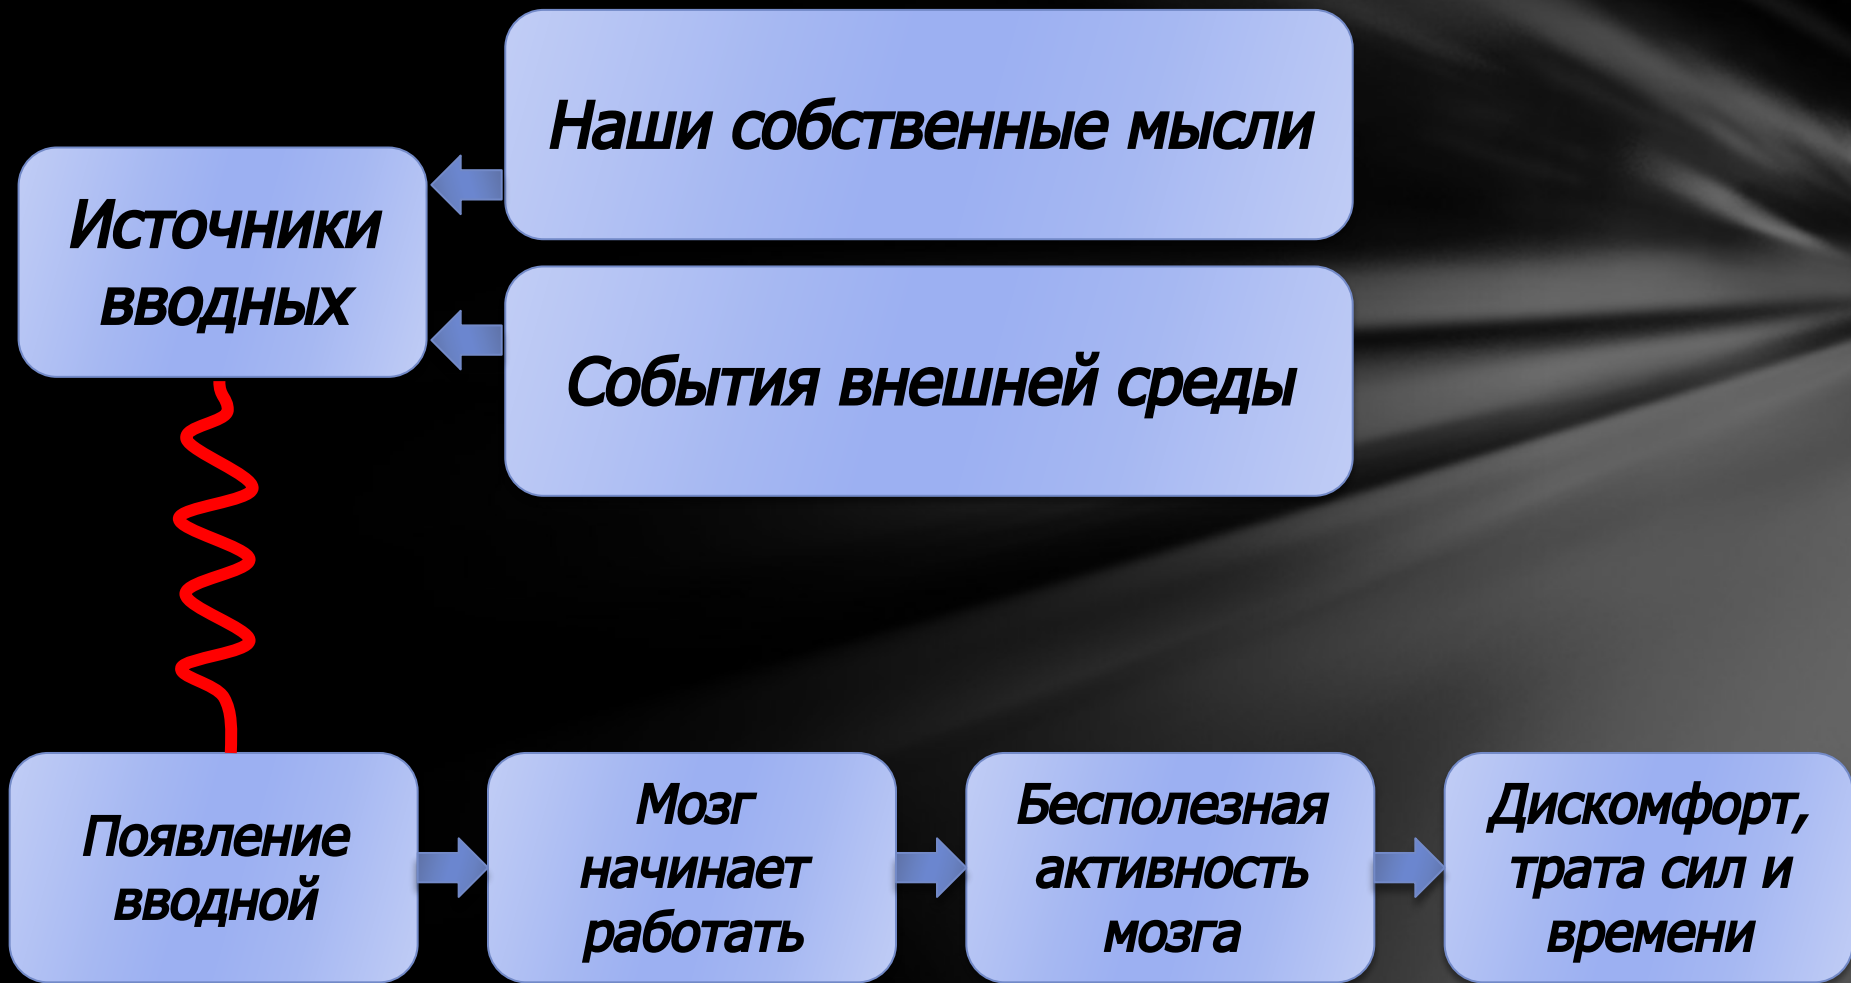 Наши собственные мысли
Источники
вводных
События внешней среды
Появление
вводной
Мозг
начинает
работать
Бесполезная
активность
мозга
Дискомфорт,
трата сил и
времени